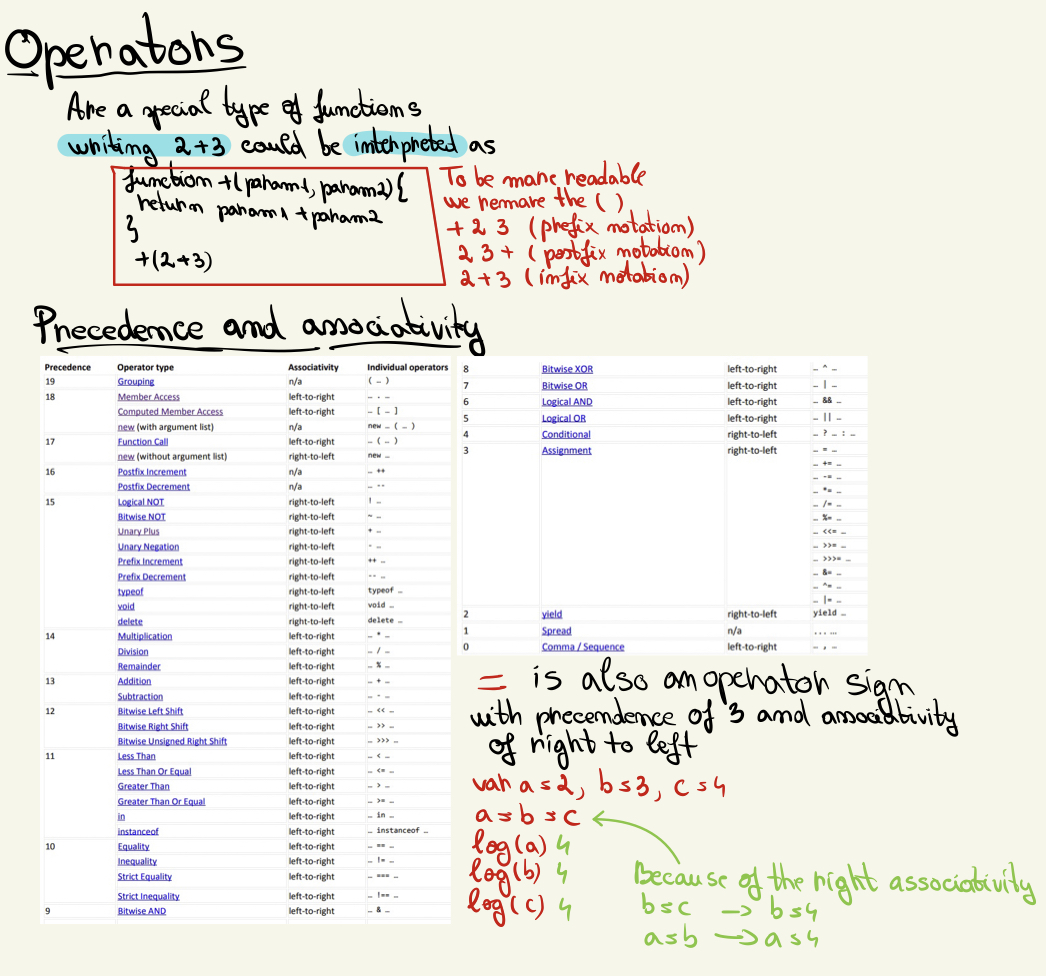 Operators
Are a special type of functions
writing 2+3 could be interpreted as
function +(param1, param2) {
return param1 + param2
}
+(2+3)
To be more readable
we remove the ( )
+ 2 3 (prefix notation)
2 3 + (postfix notation)
2 + 3 (infix notation)
Precedence and associativity
Precedence Operator type Associativity Individual operators
19 Grouping n/a ( … )
18 Member Access left-to-right … . …
Computed Member Access left-to-right … [ … ]
new (with argument list) n/a new … ( … )
17 Function Call left-to-right … ( … )
new (without argument list) right-to-left new …
16 Postfix Increment n/a … ++
Postfix Decrement n/a … --
15 Logical NOT right-to-left ! …
Bitwise NOT right-to-left ~ …
Unary Plus right-to-left + …
Unary Negation right-to-left - …
Prefix Increment right-to-left ++ …
Prefix Decrement right-to-left -- …
typeof right-to-left typeof …
void right-to-left void …
delete right-to-left delete …
14 Multiplication left-to-right … * …
Division left-to-right … / …
Remainder left-to-right … % …
13 Addition left-to-right … + …
Subtraction left-to-right … - …
12 Bitwise Left Shift left-to-right … << …
Bitwise Right Shift left-to-right … >> …
Bitwise Unsigned Right Shift left-to-right … >>> …
11 Less Than left-to-right … < …
Less Than Or Equal left-to-right … <= …
Greater Than left-to-right … > …
Greater Than Or Equal left-to-right … >= …
in left-to-right … in …
instanceof left-to-right … instanceof …
10 Equality left-to-right … == …
Inequality left-to-right … != …
Strict Equality left-to-right … === …
Strict Inequality left-to-right … !== …
9 Bitwise AND left-to-right … & …
8 Bitwise XOR left-to-right … ^ …
7 Bitwise OR left-to-right … | …
6 Logical AND left-to-right … && …
5 Logical OR left-to-right … || …
4 Conditional right-to-left … ? … : …
3 Assignment right-to-left … = …
… += …
… -= …
… *= …
… /= …
… %= …
… <<= …
… >>= …
… >>>= …
… &= …
… ^= …
… |= …
2 yield right-to-left yield …
1 Spread n/a ... …
0 Comma / Sequence left-to-right … , …
= is also an operator sign
with precendence of 3 and associativity
of right to left
var a = 2, b = 3, c = 4
a = b = c
log(a) 4
log(b) 4
log(c) 4
Because of the right associativity
b = c -> b = 4
a = b -> a = 4